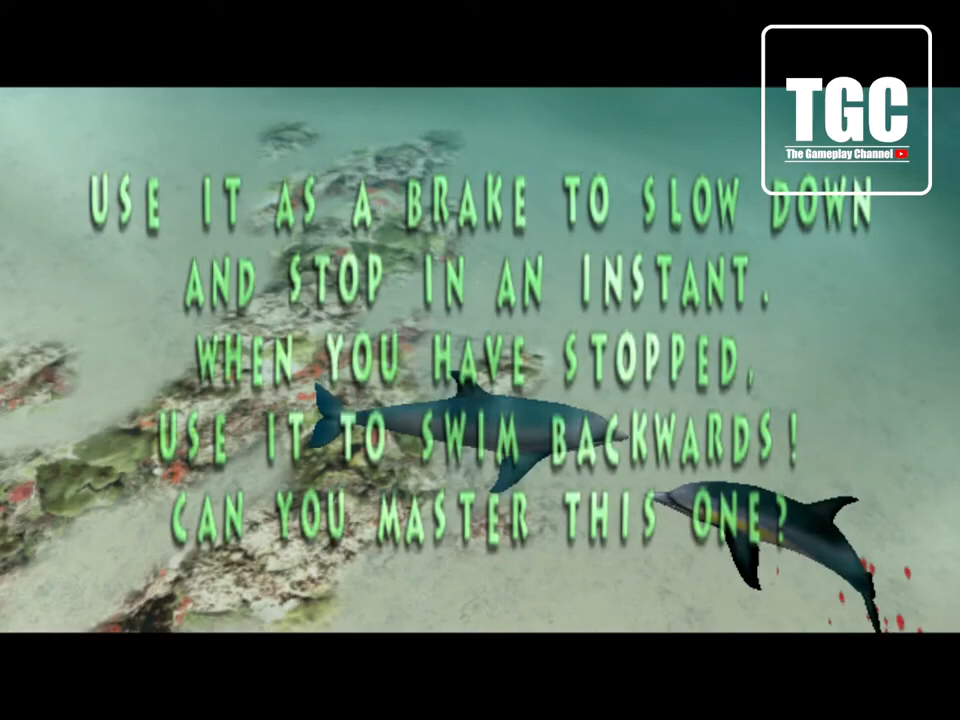 TGC
The Gameplay Channel
USE IT AS A BRAKE TO SLOW DOWN
AND STOP IN AN INSTANT.
WHEN YOU HAVE STOPPED,
USE IT TO SWIM BACKWARDS!
CAN YOU MASTER THIS ONE?